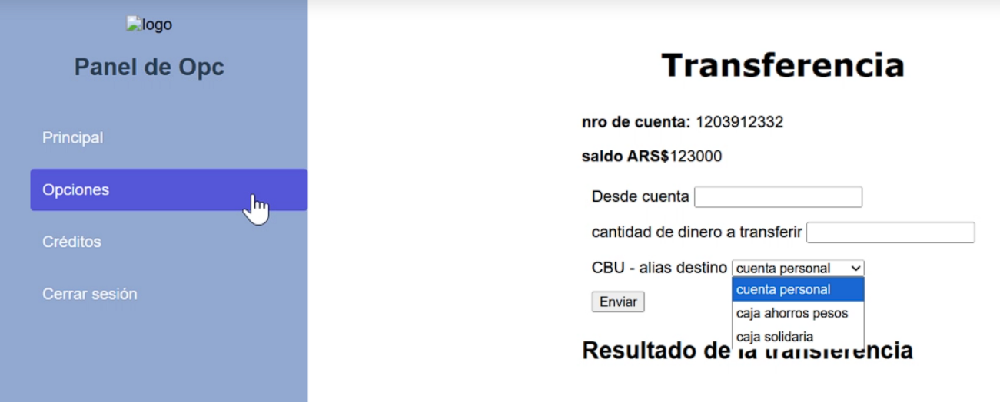 logo
Panel de Opc
Principal
Opciones
Créditos
Cerrar sesión
Transferencia
nro de cuenta: 1203912332
saldo ARS$123000
Desde cuenta
cantidad de dinero a transferir
CBU - alias destino cuenta personal
cuenta personal
caja ahorros pesos
caja solidaria
Enviar
Resultado de la transferencia